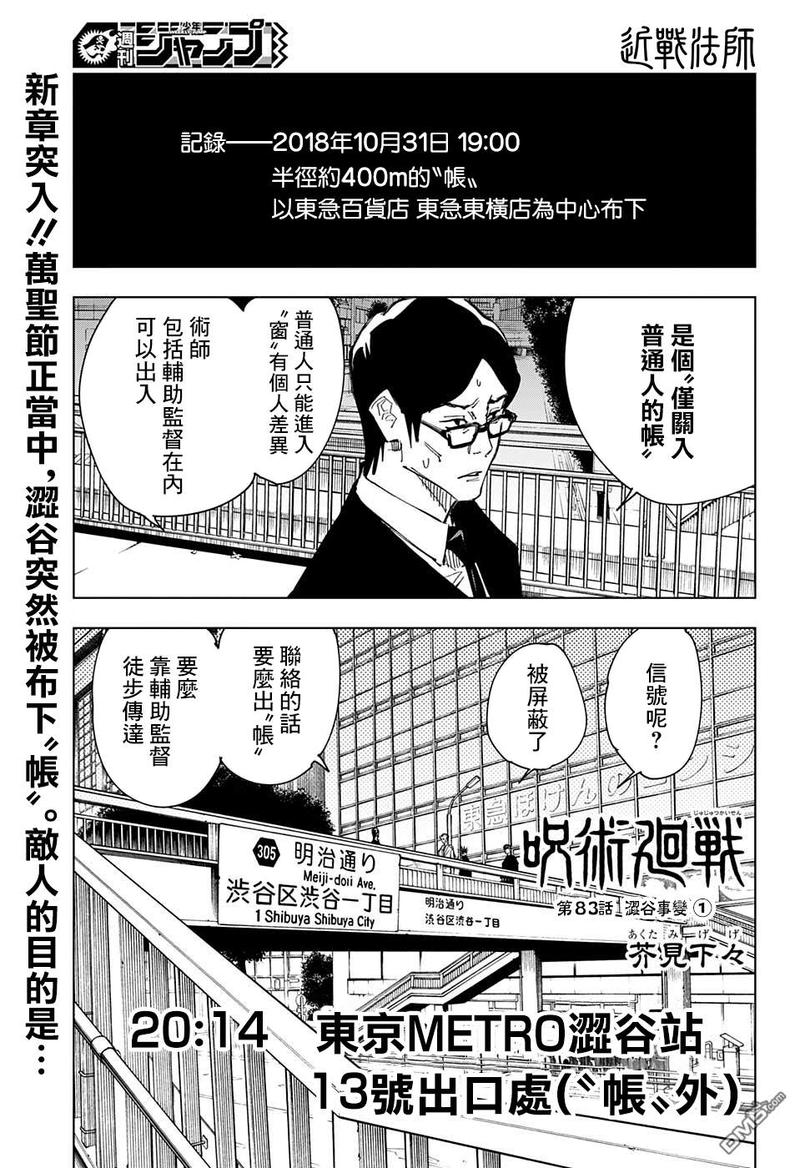 週刊
少年
ジャンプ
近戰法師
記錄——2018年10月31日 19:00
半徑約400m的〝帳〟
以東急百貨店 東急東橫店為中心布下
新章突入!!萬聖節正當中，澀谷突然被布下〝帳〟。敵人的目的是…
是個〝僅關入
普通人的帳〟
普通人只能進入
〝窗〟有個人差異
術師
包括輔助監督在內
可以出入
信號呢?
被屏蔽了
聯絡的話
要麼出〝帳〟
要麼
靠輔助監督
徒步傳達
東急ほけんの
305
明治通り
Meiji-dori Ave.
渋谷区渋谷一丁目
1 Shibuya Shibuya City
明治通り
渋谷区渋谷一丁目
じゅじゅつかいせん
呪術廻戦
第83話 澀谷事變①
あくたみげげ
芥見下々
20:14 東京METRO澀谷站
13號出口處(〝帳〟外)
DM5.com